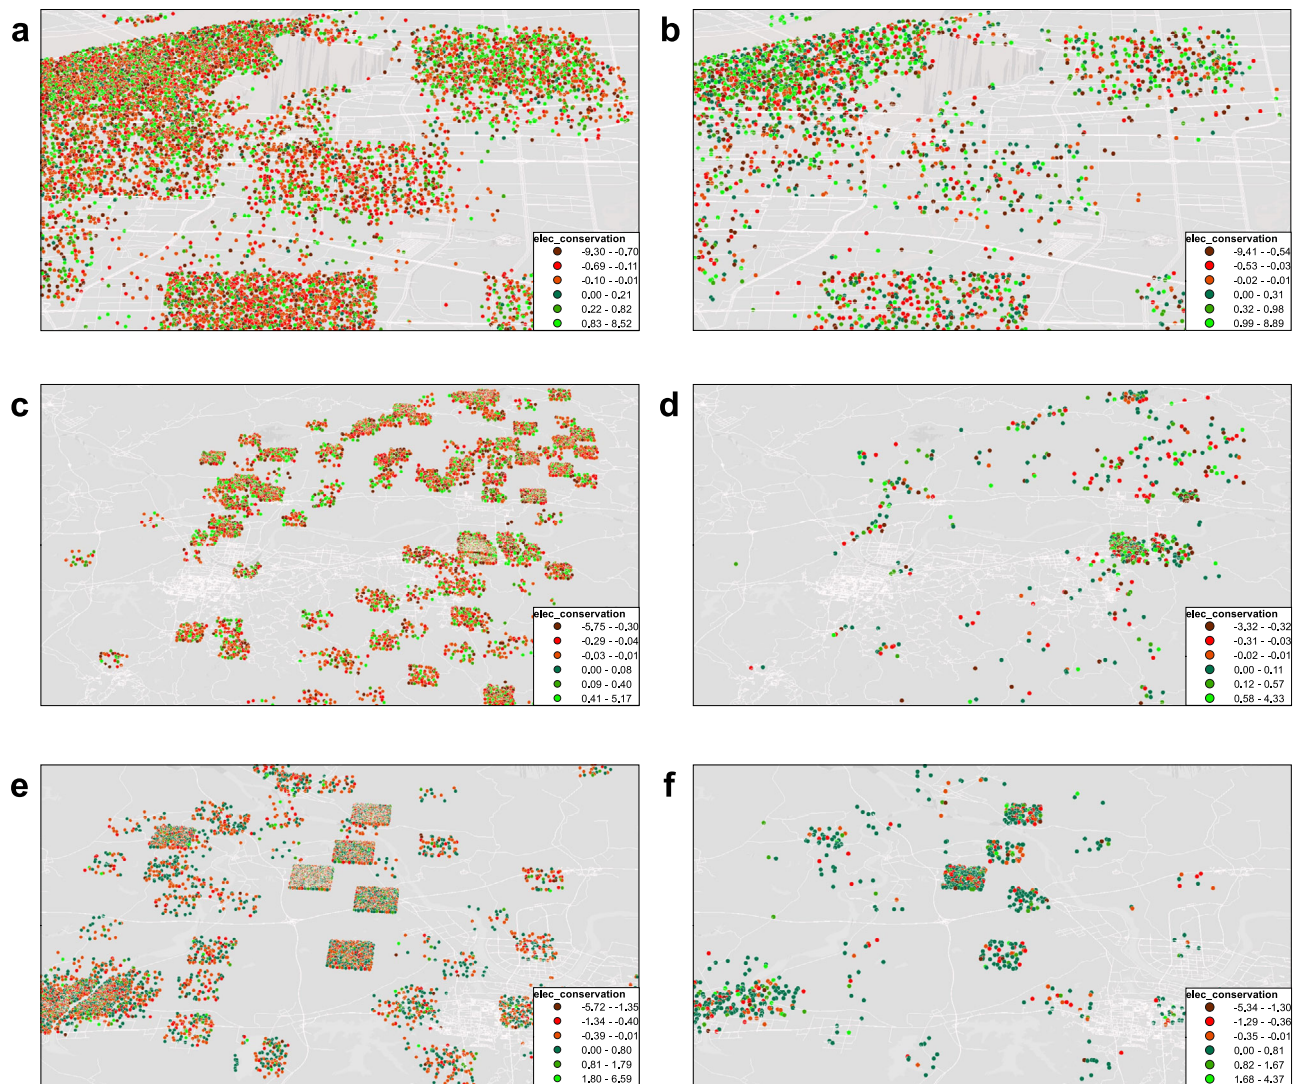 a
elec_conservation
-9.30 - -0.70
-0.69 - -0.11
-0.10 - -0.01
0.00 - 0.21
0.22 - 0.82
0.83 - 8.52
b
elec_conservation
-9.41 - -0.54
-0.53 - -0.03
-0.02 - -0.01
0.00 - 0.31
0.32 - 0.98
0.99 - 8.89
c
elec_conservation
-5.75 - -0.30
-0.29 - -0.04
-0.03 - -0.01
0.00 - 0.08
0.09 - 0.40
0.41 - 5.17
d
elec_conservation
-3.32 - -0.32
-0.31 - -0.03
-0.02 - -0.01
0.00 - 0.11
0.12 - 0.57
0.58 - 4.33
e
elec_conservation
-5.72 - -1.35
-1.34 - -0.40
-0.39 - -0.01
0.00 - 0.80
0.81 - 1.79
1.80 - 6.59
f
elec_conservation
-5.34 - -1.30
-1.29 - -0.36
-0.35 - -0.01
0.00 - 0.81
0.82 - 1.67
1.68 - 4.37